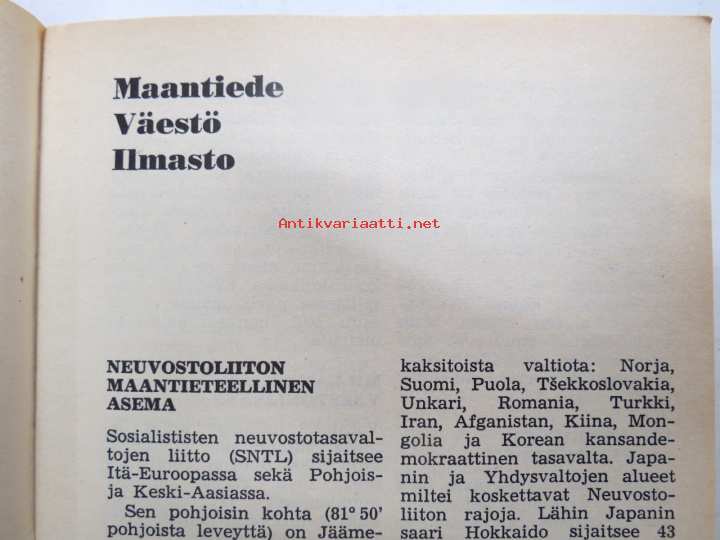 Maantiede
Väestö
Ilmasto
Antikvariaatti.net
NEUVOSTOLIITON
MAANTIETEELLINEN
ASEMA
Sosialististen neuvostotasaval-
tojen liitto (SNTL) sijaitsee
Itä-Euroopassa sekä Pohjois-
ja Keski-Aasiassa.
Sen pohjoisin kohta (81° 50'
pohjoista leveyttä) on Jääme-
kaksitoista valtiota: Norja,
Suomi, Puola, Tšekkoslovakia,
Unkari, Romania, Turkki,
Iran, Afganistan, Kiina, Mon-
golia ja Korean kansande-
mokraattinen tasavalta. Japa-
nin ja Yhdysvaltojen alueet
miltei koskettavat Neuvosto-
liiton rajoja. Lähin Japanin
saari Hokkaido sijaitsee 43